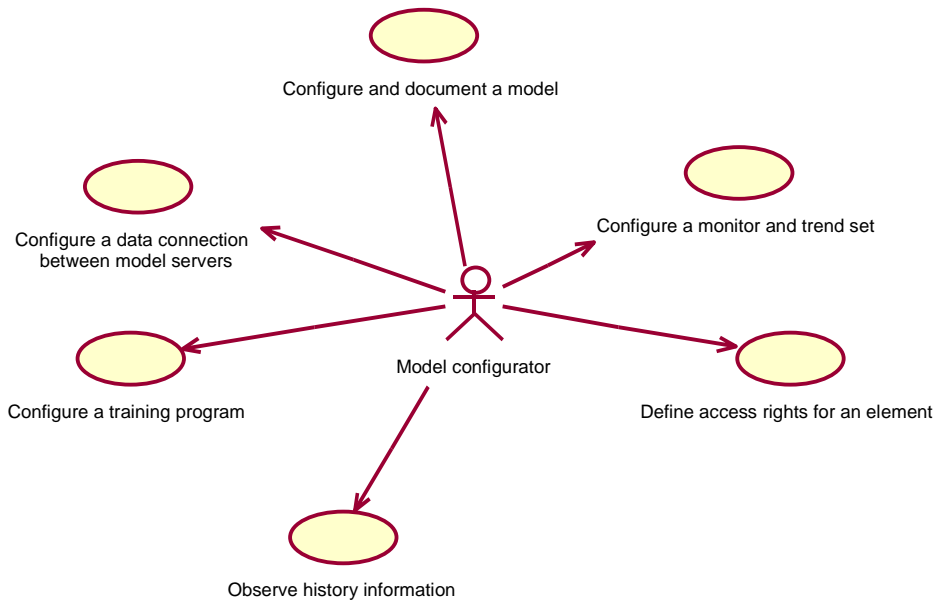 Configure and document a model
Configure a monitor and trend set
Configure a data connection
between model servers
Model configurator
Configure a training program
Define access rights for an element
Observe history information